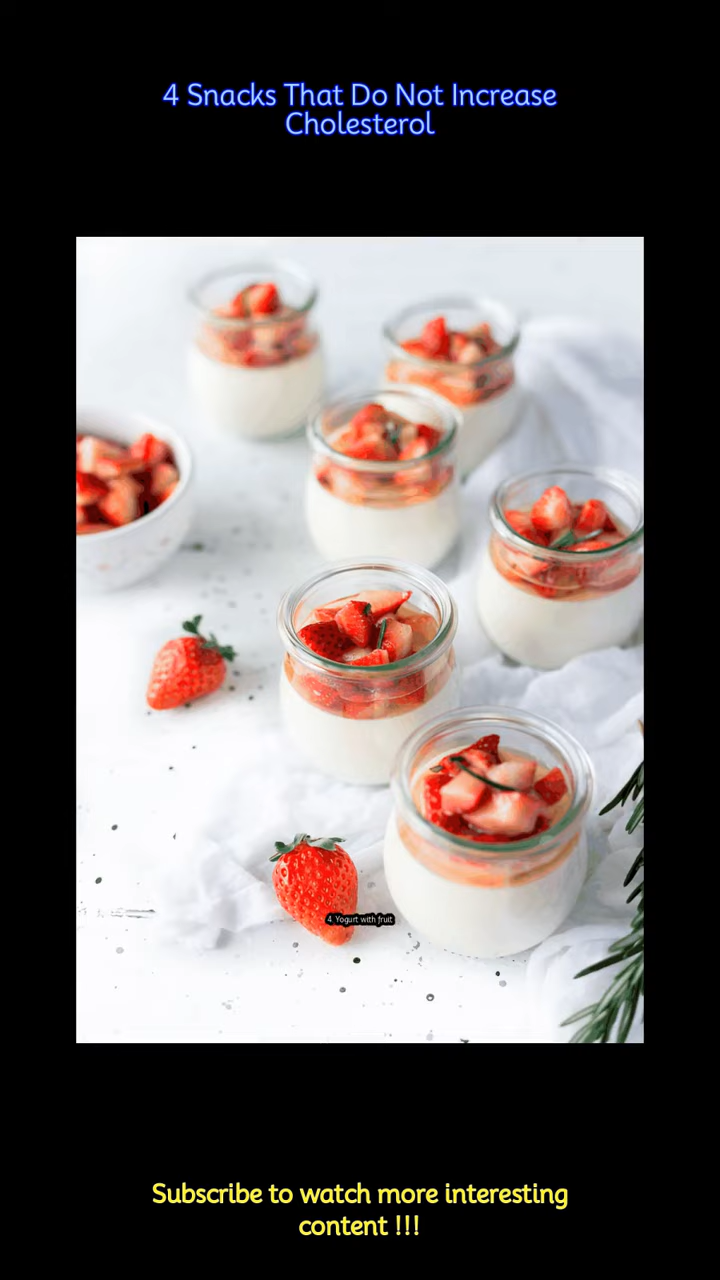 4 Snacks That Do Not Increase
Cholesterol
4. Yogurt with fruit
Subscribe to watch more interesting
content !!!